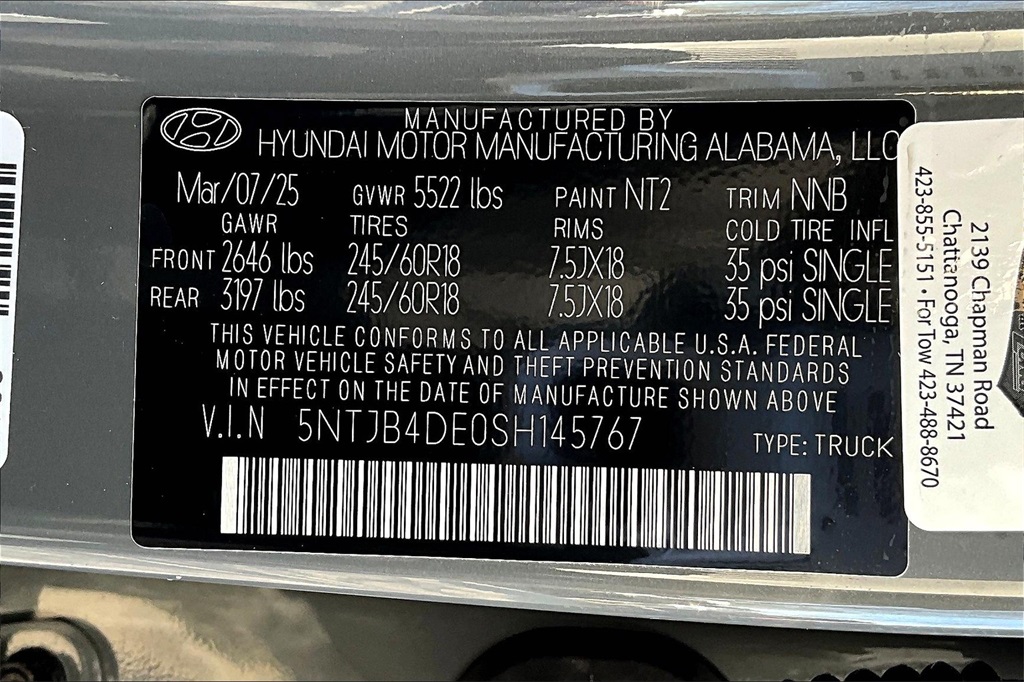 MANUFACTURED BY
HYUNDAI MOTOR MANUFACTURING ALABAMA, LLC
Mar/07/25 GVWR 5522 lbs PAINT NT2 TRIM NNB
GAWR TIRES RIMS COLD TIRE INFL
FRONT 2646 lbs 245/60R18 7.5JX18 35 psi SINGLE
REAR 3197 lbs 245/60R18 7.5JX18 35 psi SINGLE
THIS VEHICLE CONFORMS TO ALL APPLICABLE U.S.A. FEDERAL
MOTOR VEHICLE SAFETY AND THEFT PREVENTION STANDARDS
IN EFFECT ON THE DATE OF MANUFACTURE SHOWN ABOVE
V.I.N 5NTJB4DE0SH145767
TYPE: TRUCK
2139 Chapman Road
Chattanooga, TN 37421
423-855-5151 • For Tow 423-488-8670